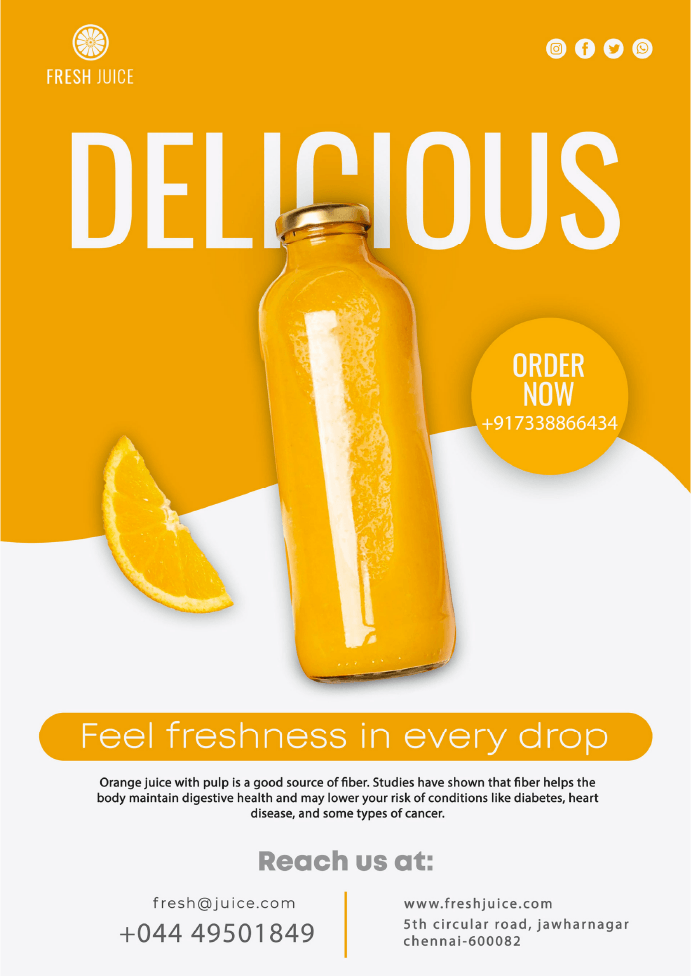 FRESH JUICE
DELICIOUS
ORDER
NOW
+917338866434
Feel freshness in every drop
Orange juice with pulp is a good source of fiber. Studies have shown that fiber helps the
body maintain digestive health and may lower your risk of conditions like diabetes, heart
disease, and some types of cancer.
Reach us at:
fresh@juice.com
+044 49501849
www.freshjuice.com
5th circular road, jawharnagar
chennai-600082